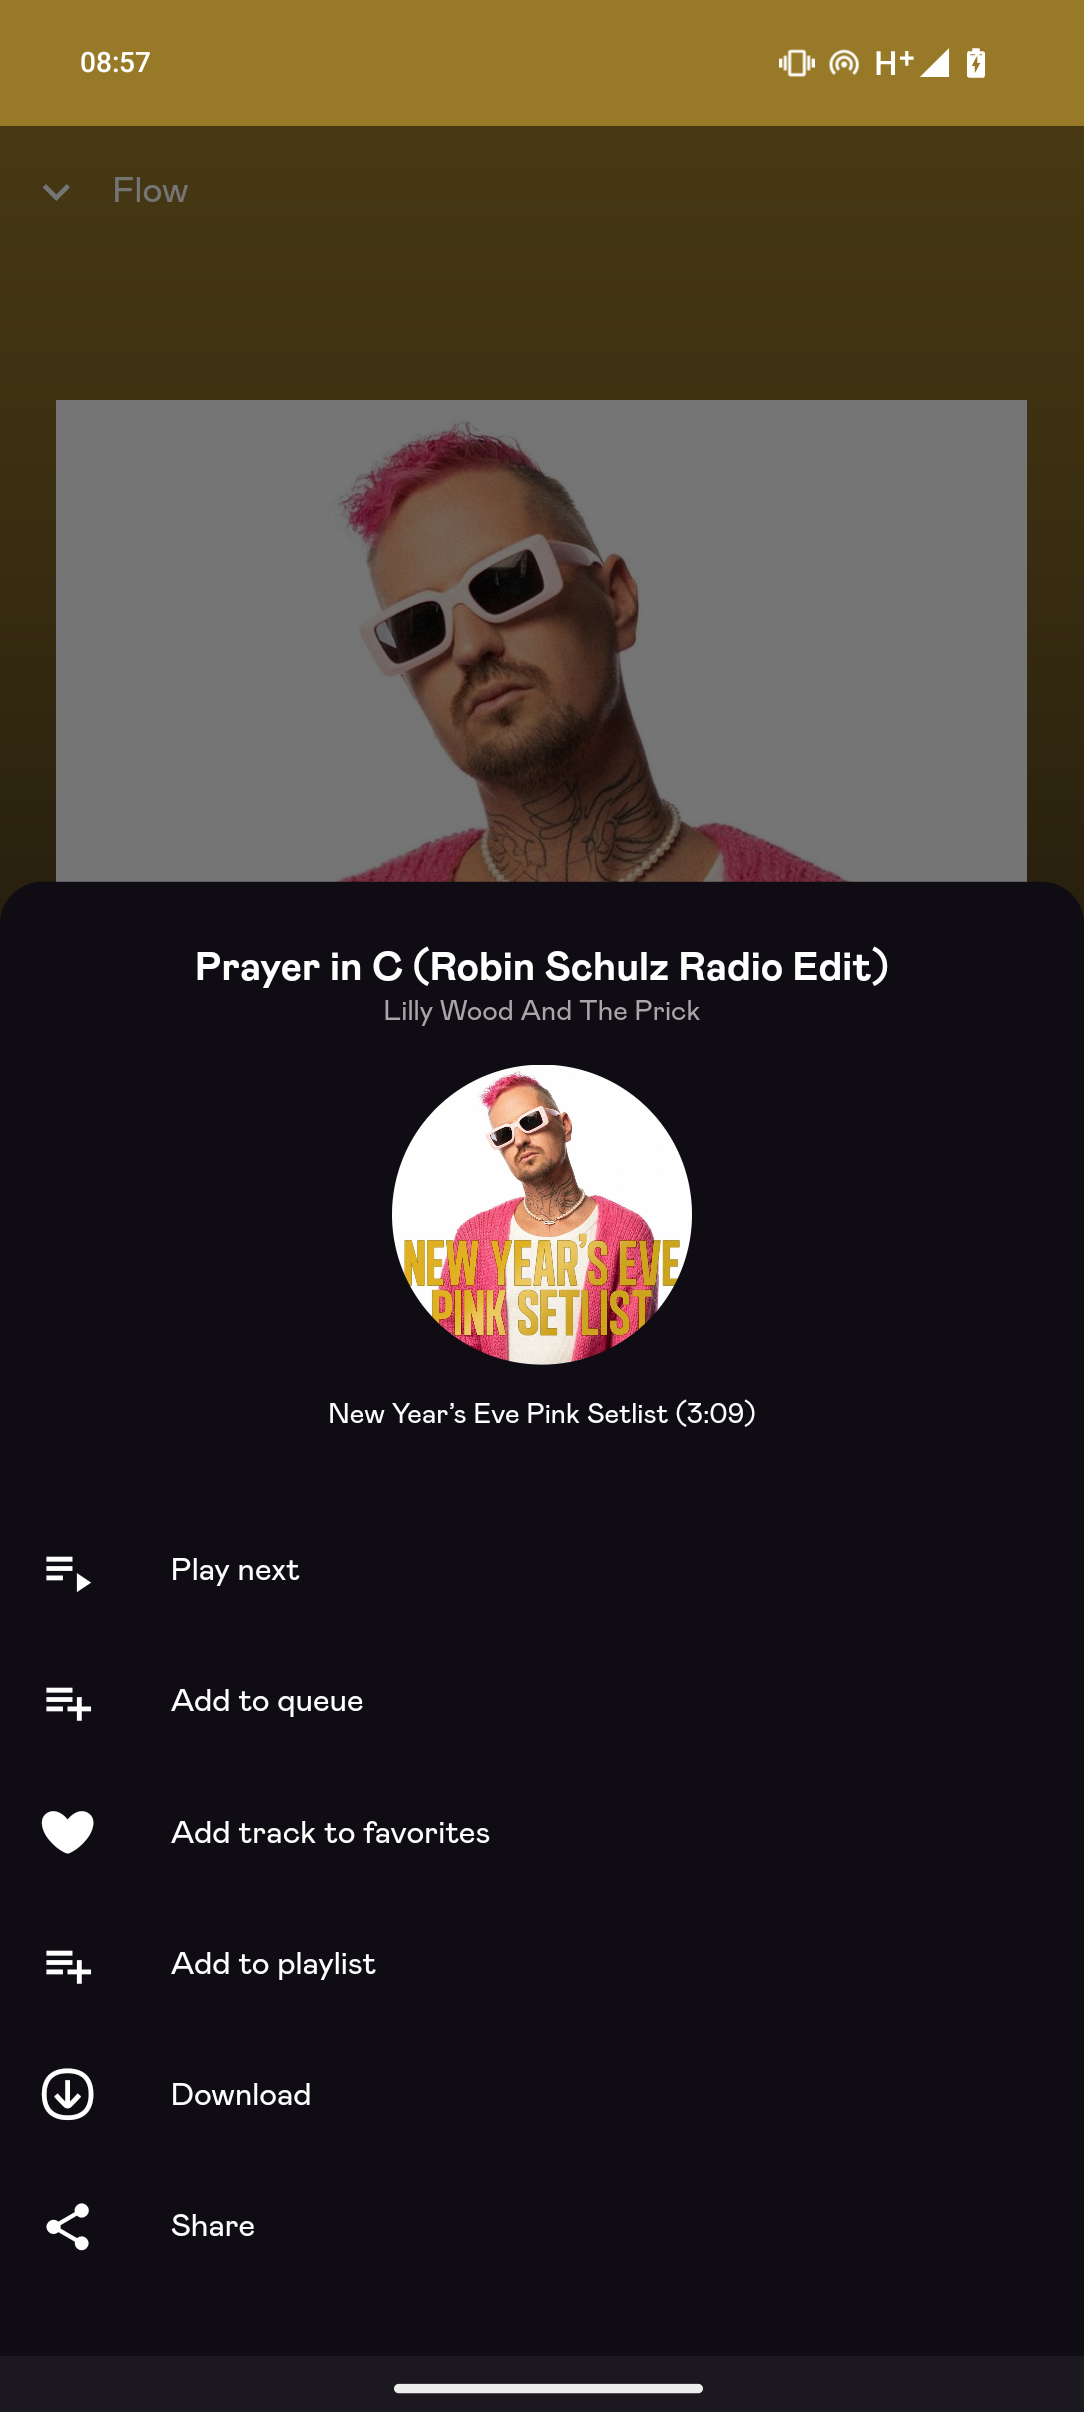 08:57
H+
Flow
Prayer in C (Robin Schulz Radio Edit)
Lilly Wood And The Prick
NEW YEAR'S EVE
PINK SETLIST
New Year’s Eve Pink Setlist (3:09)
Play next
Add to queue
Add track to favorites
Add to playlist
Download
Share